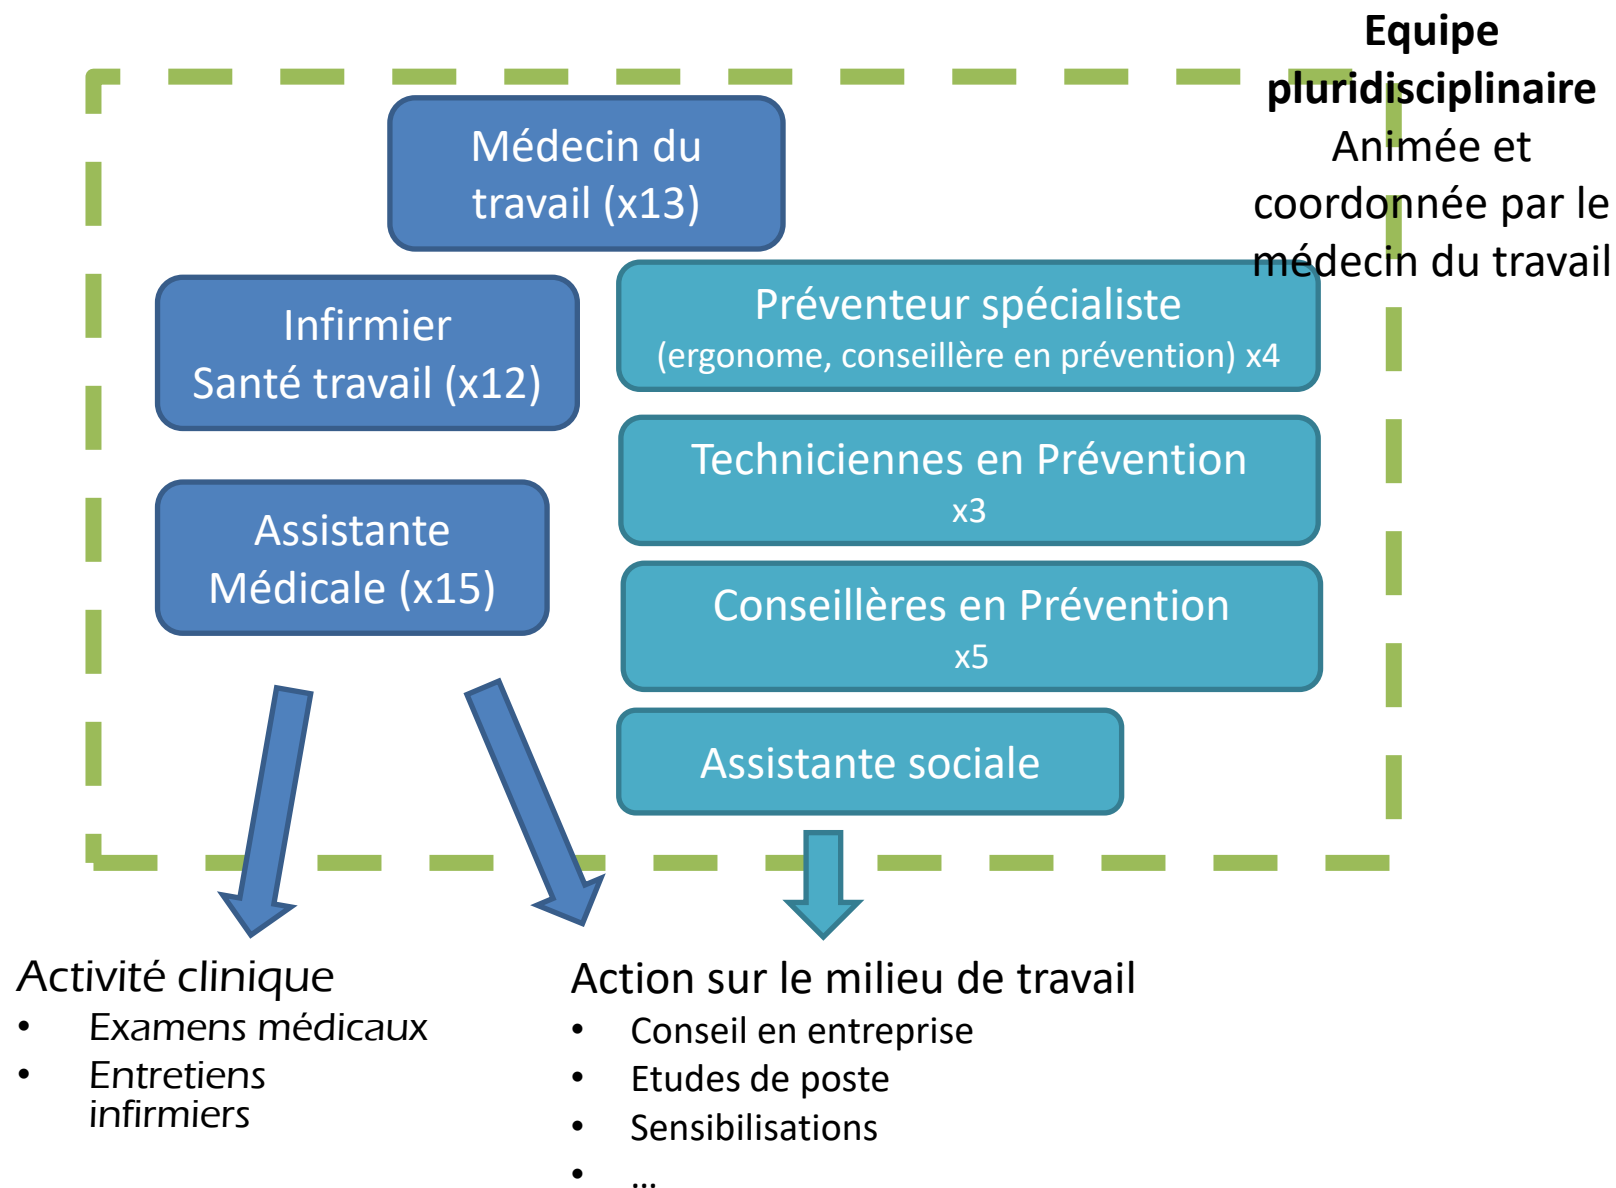 Equipe
pluridisciplinaire
Animée et
coordonnée par le
médecin du travail
Médecin du
travail (x13)
Infirmier
Santé travail (x12)
Assistante
Médicale (x15)
Préventeur spécialiste
(ergonome, conseillère en prévention) x4
Techniciennes en Prévention
x3
Conseillères en Prévention
x5
Assistante sociale
Activité clinique
• Examens médicaux
• Entretiens
infirmiers
Action sur le milieu de travail
• Conseil en entreprise
• Etudes de poste
• Sensibilisations
• ...